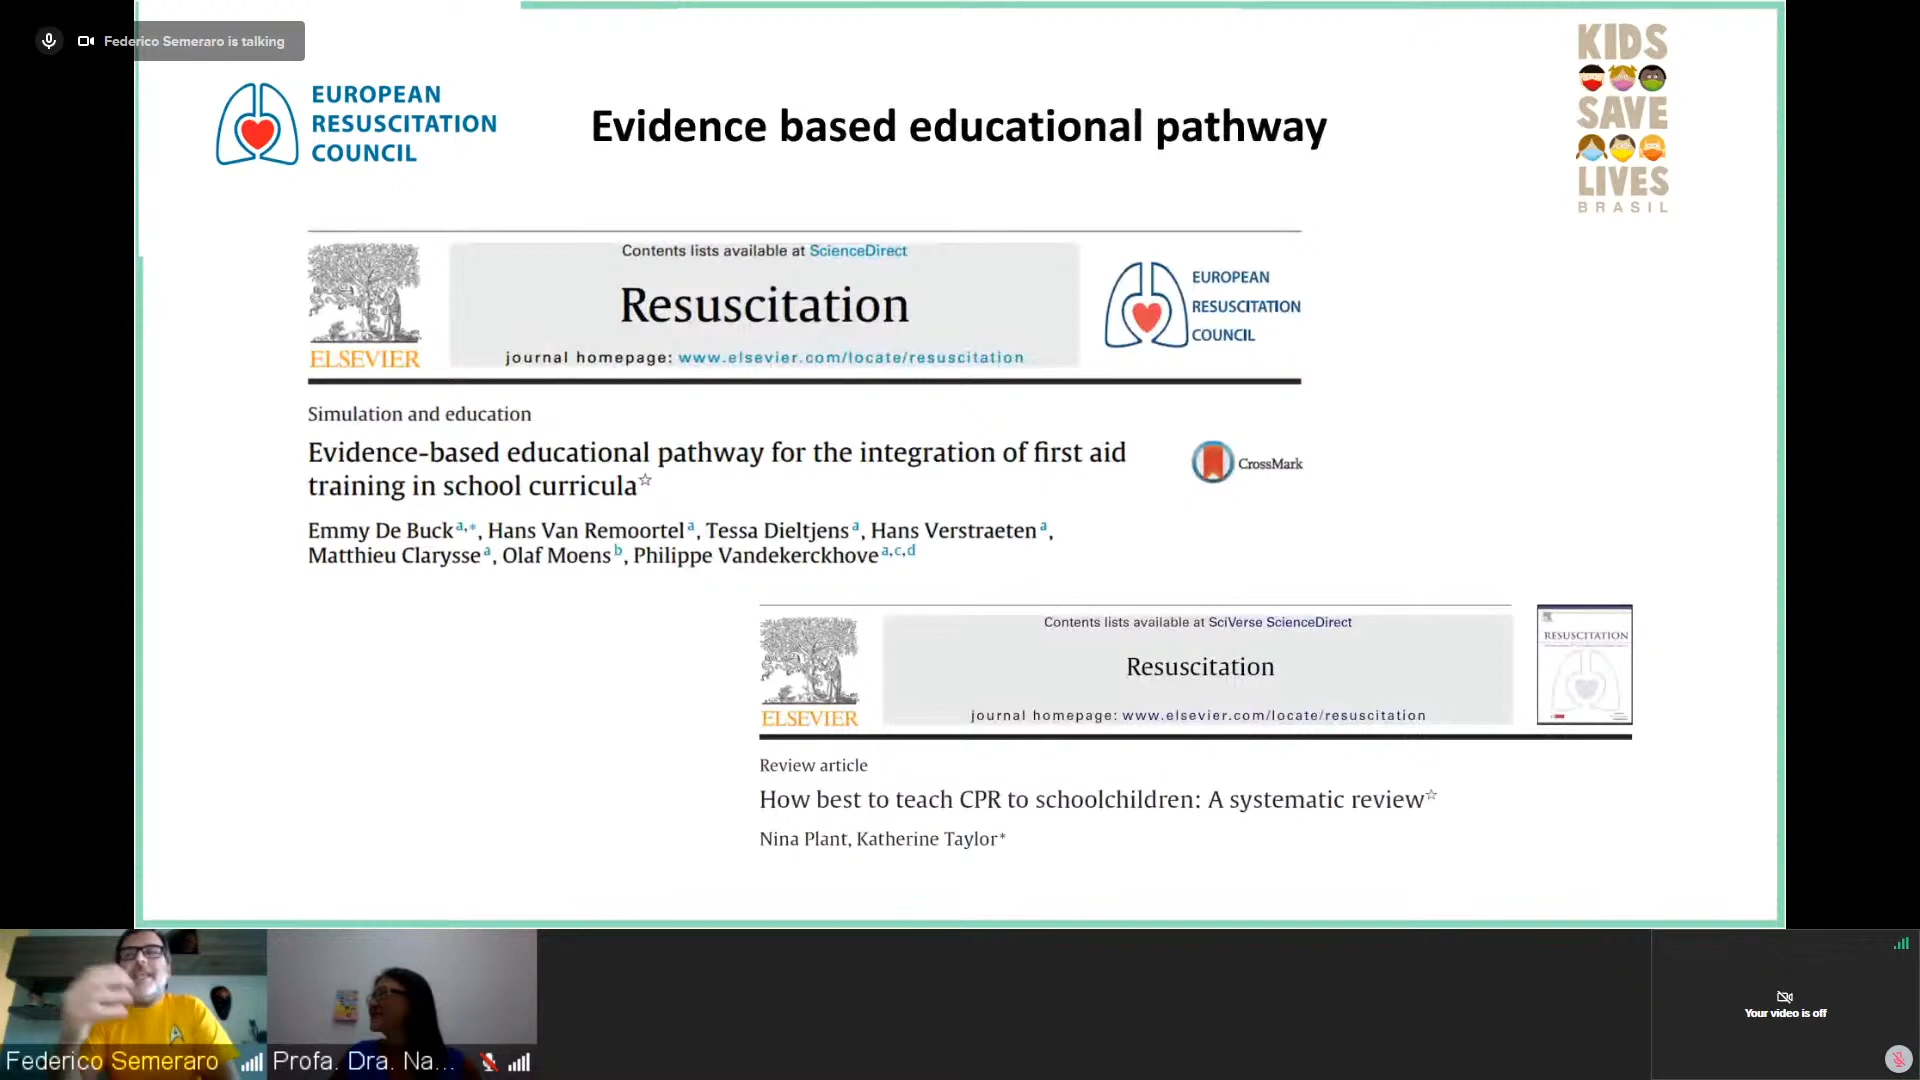 Federico Semeraro is talking
EUROPEAN
RESUSCITATION
COUNCIL
Evidence based educational pathway
KIDS
SAVE
LIVES
BRASIL
Contents lists available at ScienceDirect
Resuscitation
journal homepage: www.elsevier.com/locate/resuscitation
ELSEVIER
EUROPEAN
RESUSCITATION
COUNCIL
Simulation and education
Evidence-based educational pathway for the integration of first aid
training in school curricula☆
CrossMark
Emmy De Buck a,*, Hans Van Remoortel a, Tessa Dieltjens a, Hans Verstraeten a,
Matthieu Clarysse a, Olaf Moens b, Philippe Vandekerckhove a,c,d
Contents lists available at SciVerse ScienceDirect
Resuscitation
journal homepage: www.elsevier.com/locate/resuscitation
ELSEVIER
RESUSCITATION
Review article
How best to teach CPR to schoolchildren: A systematic review☆
Nina Plant, Katherine Taylor*
Federico Semeraro
Profa. Dra. Na...
Your video is off